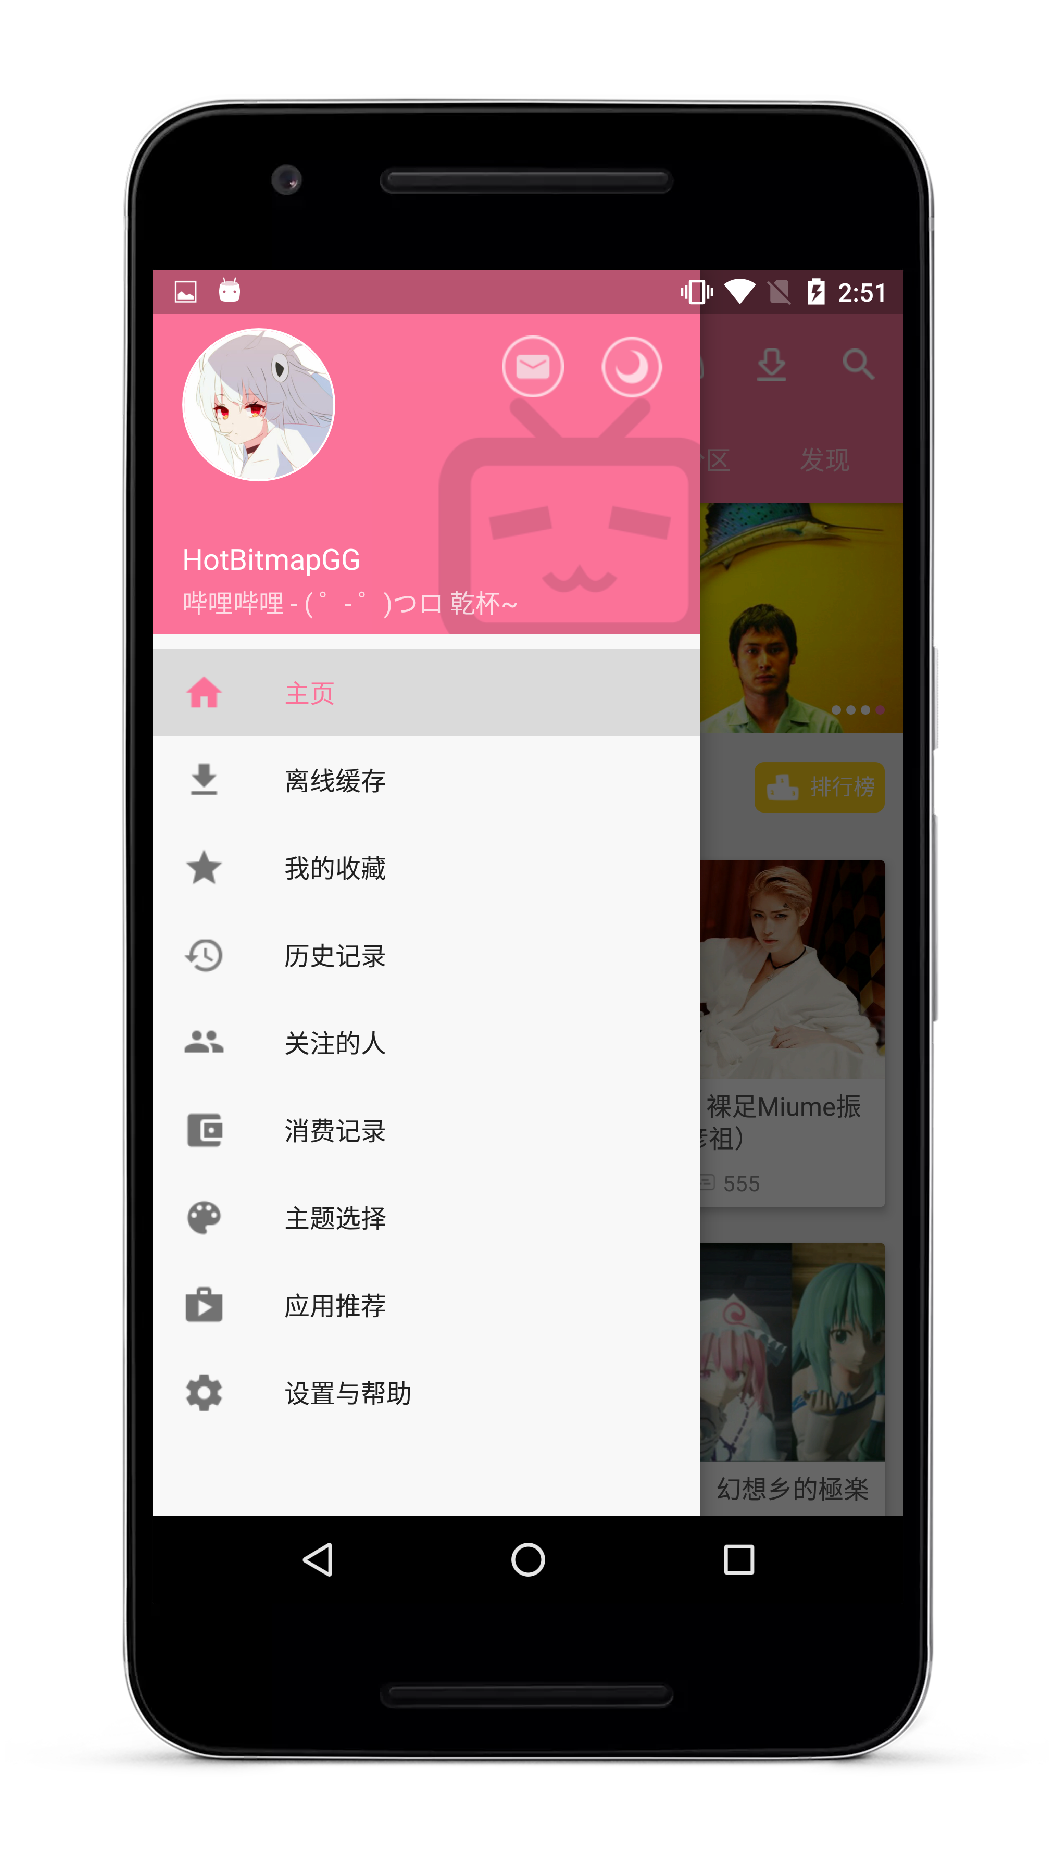 2:51
区
发现
HotBitmapGG
哔哩哔哩 - ( ゜- ゜)つロ 乾杯~
主页
排行榜
离线缓存
我的收藏
历史记录
关注的人
裸足Miume振
祖）
消费记录
555
主题选择
应用推荐
设置与帮助
幻想乡的極楽